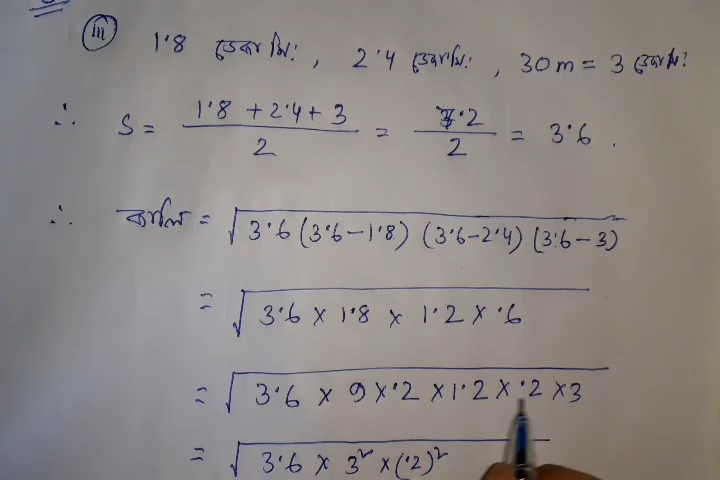 (iii) 1.8 ডেকামি:, 2.4 ডেকামি:, 30m = 3 ডেকামি:
∴ S = (1.8 + 2.4 + 3)/2 = 7.2/2 = 3.6.
∴ কালি = √(3.6(3.6-1.8) (3.6-2.4) (3.6-3))
= √(3.6 × 1.8 × 1.2 × .6)
= √(3.6 × 9 × .2 × 1.2 × .2 × 3)
= √(3.6 × 3² × (.2)²